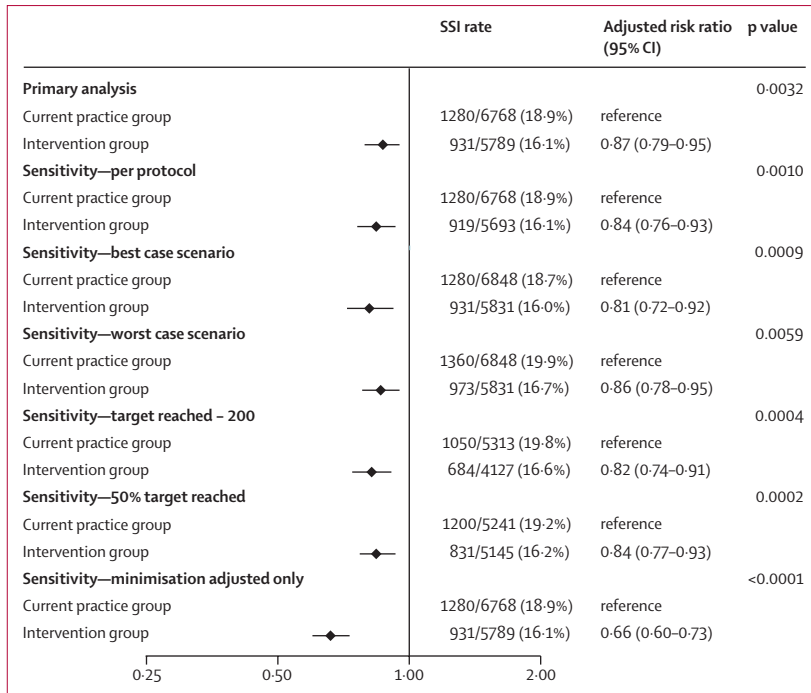 SSI rate Adjusted risk ratio (95% CI) p value
Primary analysis 0·0032
Current practice group 1280/6768 (18·9%) reference
Intervention group 931/5789 (16·1%) 0·87 (0·79–0·95)
Sensitivity—per protocol 0·0010
Current practice group 1280/6768 (18·9%) reference
Intervention group 919/5693 (16·1%) 0·84 (0·76–0·93)
Sensitivity—best case scenario 0·0009
Current practice group 1280/6848 (18·7%) reference
Intervention group 931/5831 (16·0%) 0·81 (0·72–0·92)
Sensitivity—worst case scenario 0·0059
Current practice group 1360/6848 (19·9%) reference
Intervention group 973/5831 (16·7%) 0·86 (0·78–0·95)
Sensitivity—target reached – 200 0·0004
Current practice group 1050/5313 (19·8%) reference
Intervention group 684/4127 (16·6%) 0·82 (0·74–0·91)
Sensitivity—50% target reached 0·0002
Current practice group 1200/5241 (19·2%) reference
Intervention group 831/5145 (16·2%) 0·84 (0·77–0·93)
Sensitivity—minimisation adjusted only <0·0001
Current practice group 1280/6768 (18·9%) reference
Intervention group 931/5789 (16·1%) 0·66 (0·60–0·73)
0·25 0·50 1·00 2·00